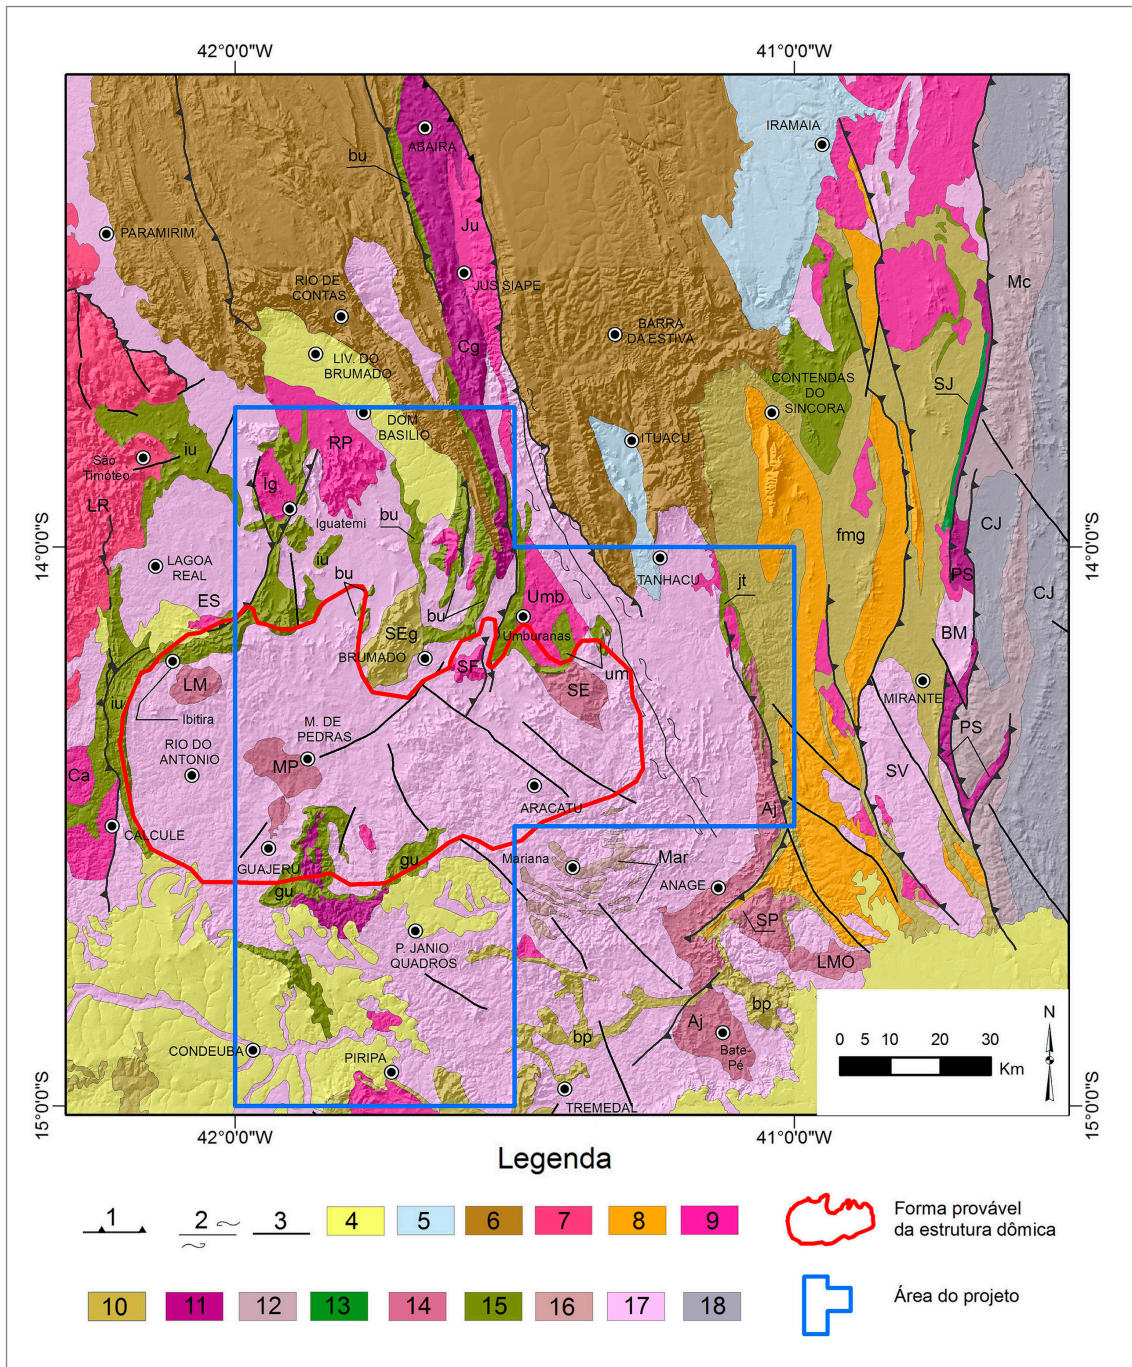 42°0'0"W
41°0'0"W
IRAMAIA
ABAIRA
bu
PARAMIRIM
Ju
RIO DE
CONTAS
JUS SIAPE
Mc
BARRA
DA ESTIVA
Cg
LIV. DO
BRUMADO
CONTENDAS
DO
SINCORA
SJ
DOM
BASILIO
RP
ITUACU
iu
São
Timóteo
Ig
LR
Iguatemi
bu
fmg
CJ
14°0'0"S
14°0'0"S
iu
LAGOA
REAL
bu
TANHACU
jt
PS
CJ
ES
Umb
bu
SEg
BM
Umburanas
BRUMADO
SF
um
LM
SE
MIRANTE
iu
Ibitira
M. DE
PEDRAS
PS
RIO DO
ANTONIO
MP
SV
Ca
ARACATU
Aj
CALCULE
Mariana
Mar
GUAJERU
gu
ANAGE
gu
SP
P. JANIO
QUADROS
LMO
bp
Aj
N
bp
Bate-
Pé
0 5 10 20 30
Km
CONDEUBA
PIRIPA
TREMEDAL
15°0'0"S
15°0'0"S
42°0'0"W
41°0'0"W
Legenda
1 2 3 4 5 6 7 8 9
Forma provável
da estrutura dômica
10 11 12 13 14 15 16 17 18
Área do projeto